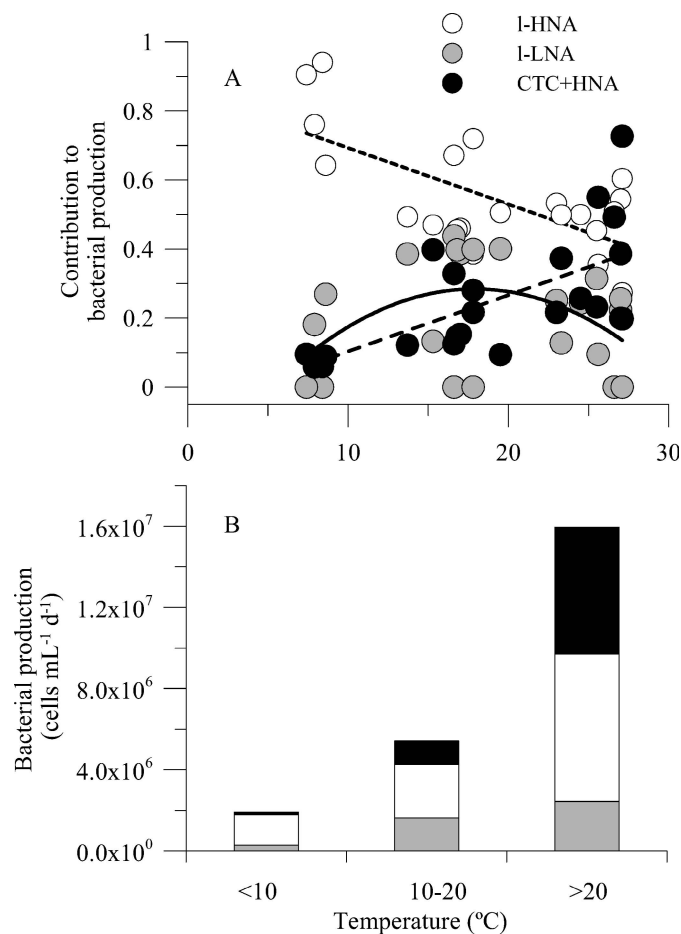 l-HNA
l-LNA
CTC+HNA
A
1
0.8
0.6
0.4
0.2
0
Contribution to
bacterial production
0
10
20
30
B
1.6x10⁷
1.2x10⁷
8.0x10⁶
4.0x10⁶
0.0x10⁰
Bacterial production
(cells mL⁻¹ d⁻¹)
<10
10-20
>20
Temperature (ºC)